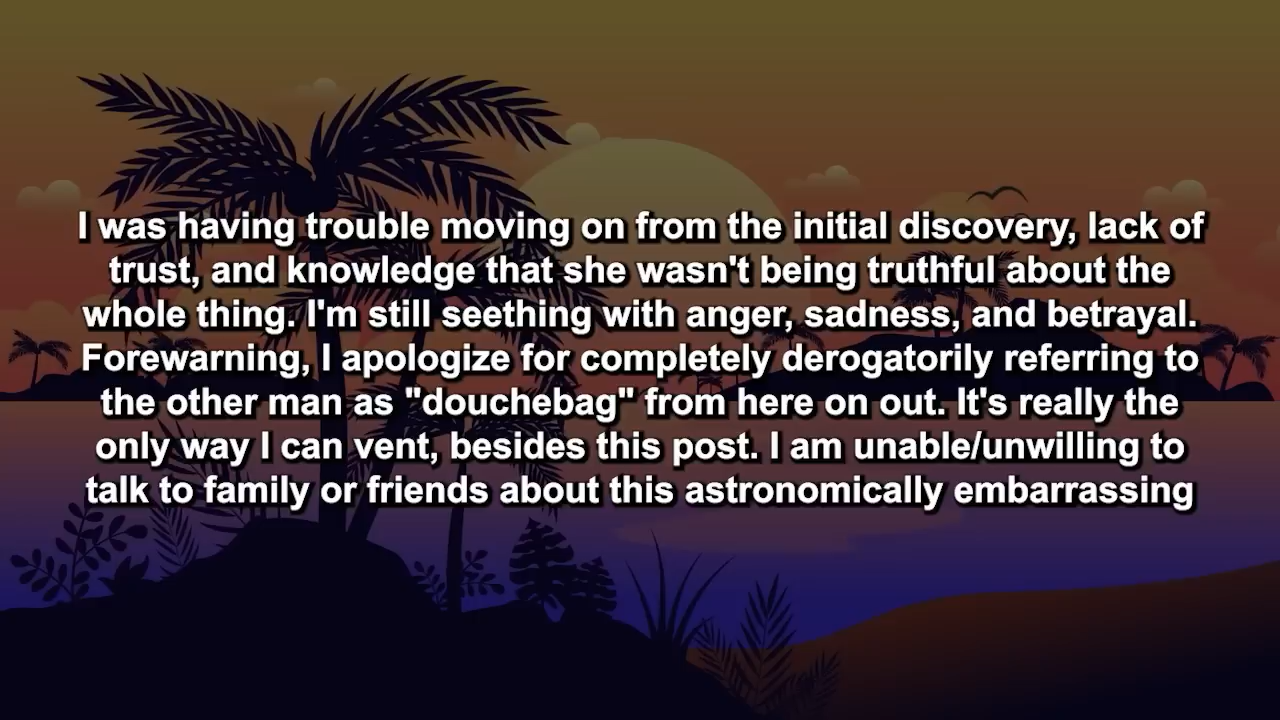 I was having trouble moving on from the initial discovery, lack of
trust, and knowledge that she wasn't being truthful about the
whole thing. I'm still seething with anger, sadness, and betrayal.
Forewarning, I apologize for completely derogatorily referring to
the other man as "douchebag" from here on out. It's really the
only way I can vent, besides this post. I am unable/unwilling to
talk to family or friends about this astronomically embarrassing